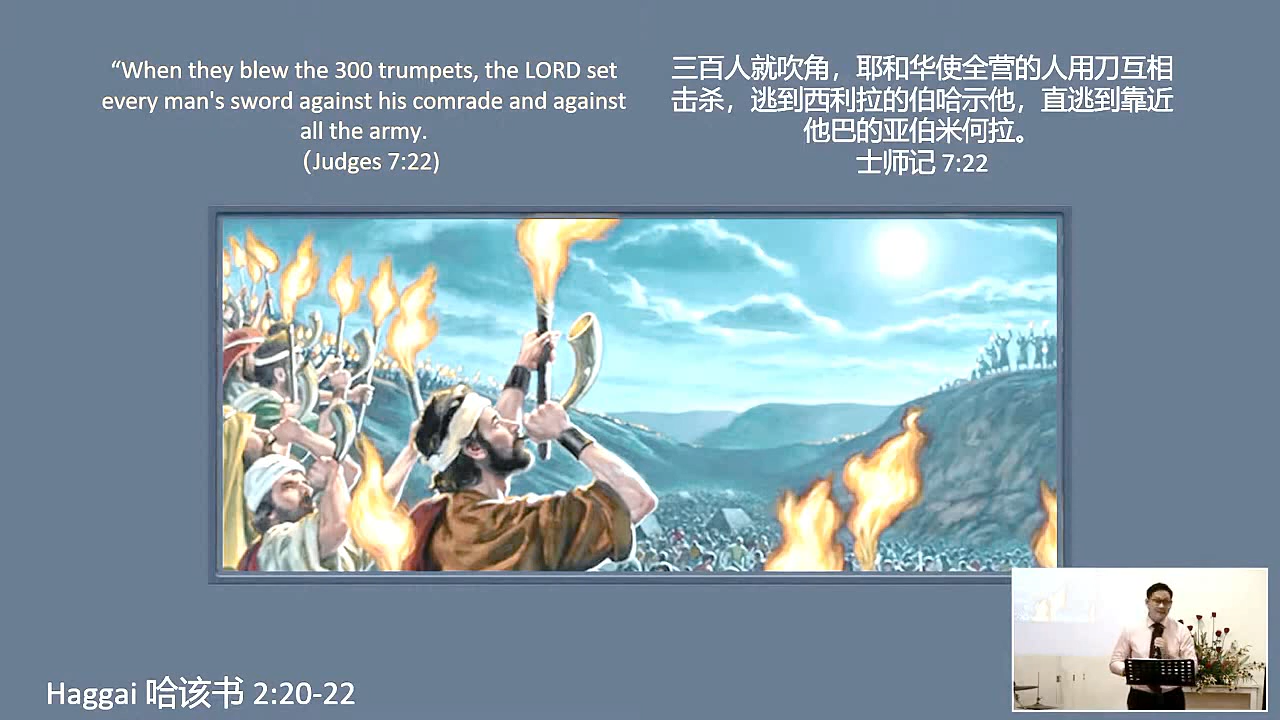 “When they blew the 300 trumpets, the LORD set
every man's sword against his comrade and against
all the army.
(Judges 7:22)
三百人就吹角，耶和华使全营的人用刀互相
击杀，逃到西利拉的伯哈示他，直逃到靠近
他巴的亚伯米何拉。
士师记 7:22
Haggai 哈该书 2:20-22